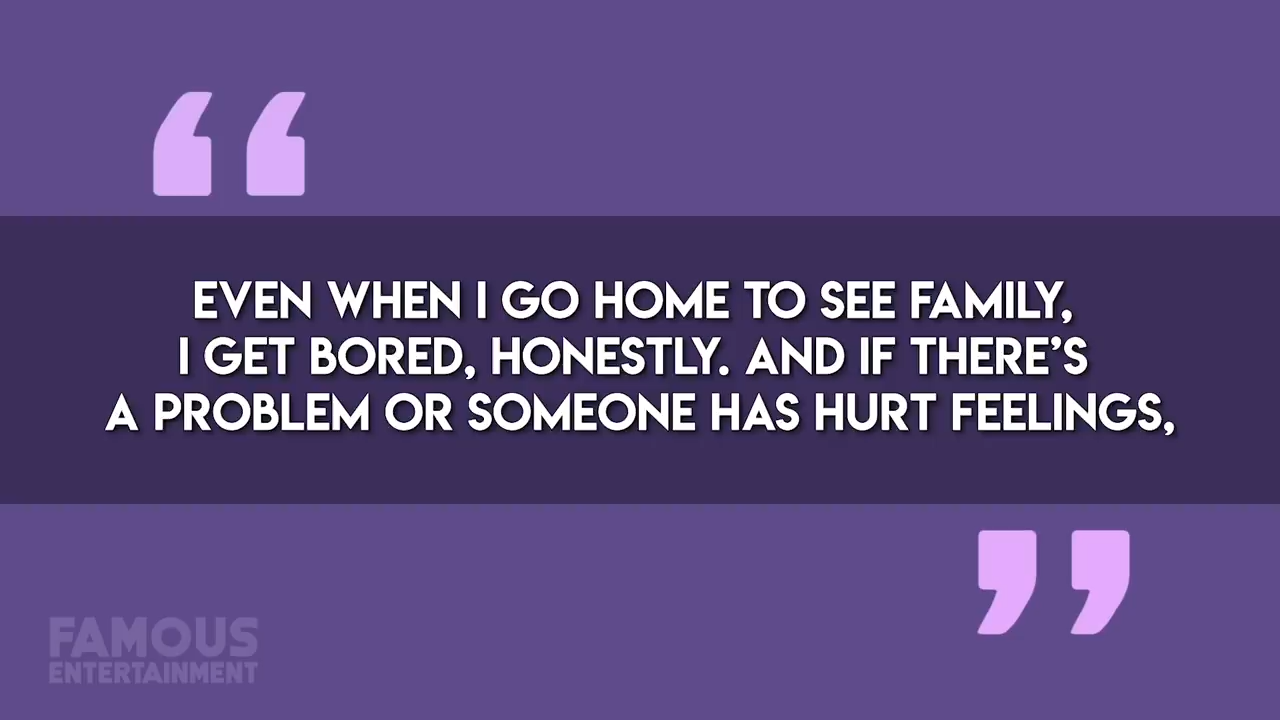 EVEN WHEN I GO HOME TO SEE FAMILY,
I GET BORED, HONESTLY. AND IF THERE’S
A PROBLEM OR SOMEONE HAS HURT FEELINGS,
FAMOUS
ENTERTAINMENT